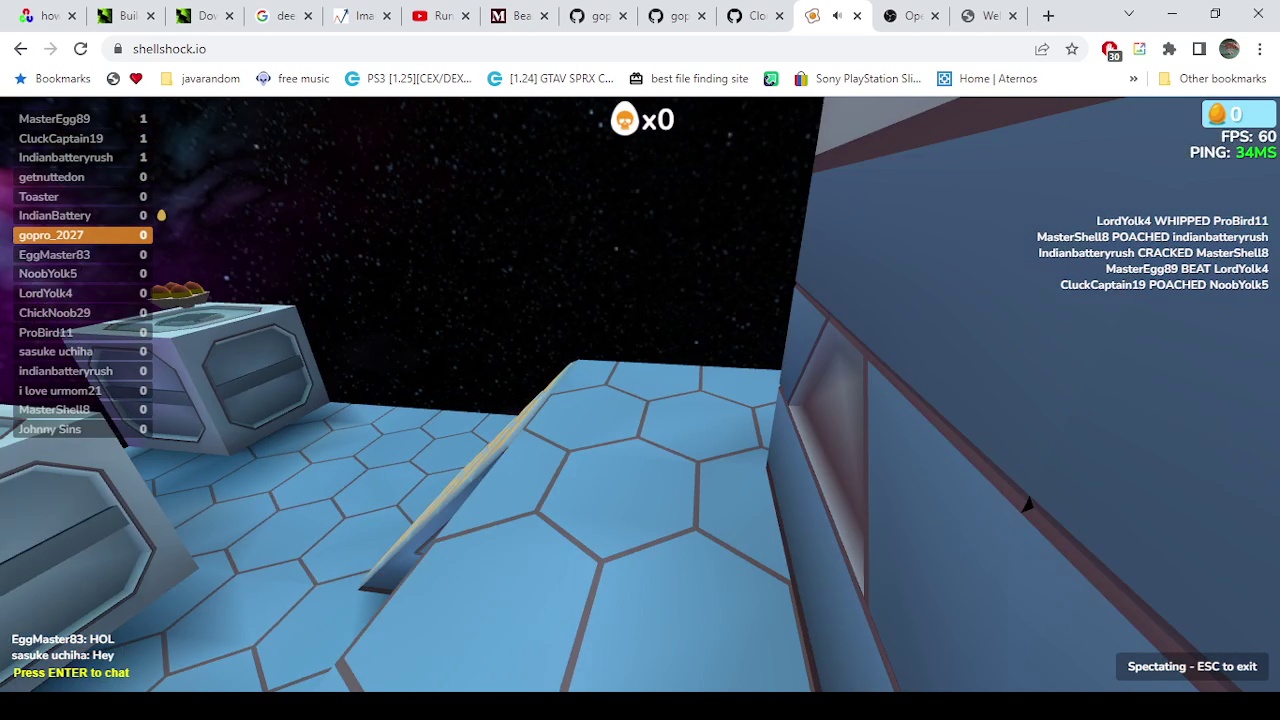 how
Buil
Dov
dee
Ima
Run
Bea
gop
gop
Clo
Ope
Wel
shellshock.io
30
Bookmarks
javarandom
free music
PS3 [1.25][CEX/DEX...
[1.24] GTAV SPRX C...
best file finding site
Sony PlayStation Sli...
Home | Aternos
»
Other bookmarks
MasterEgg89 1
CluckCaptain19 1
Indianbatteryrush 1
getnuttedon 0
Toaster 0
IndianBattery 0
gopro_2027 0
EggMaster83 0
NoobYolk5 0
LordYolk4 0
ChickNoob29 0
ProBird11 0
sasuke uchiha 0
indianbatteryrush 0
i love urmom21 0
MasterShell8 0
Johnny Sins 0
x0
0
FPS: 60
PING: 34MS
LordYolk4 WHIPPED ProBird11
MasterShell8 POACHED indianbatteryrush
Indianbatteryrush CRACKED MasterShell8
MasterEgg89 BEAT LordYolk4
CluckCaptain19 POACHED NoobYolk5
EggMaster83: HOL
sasuke uchiha: Hey
Press ENTER to chat
Spectating - ESC to exit